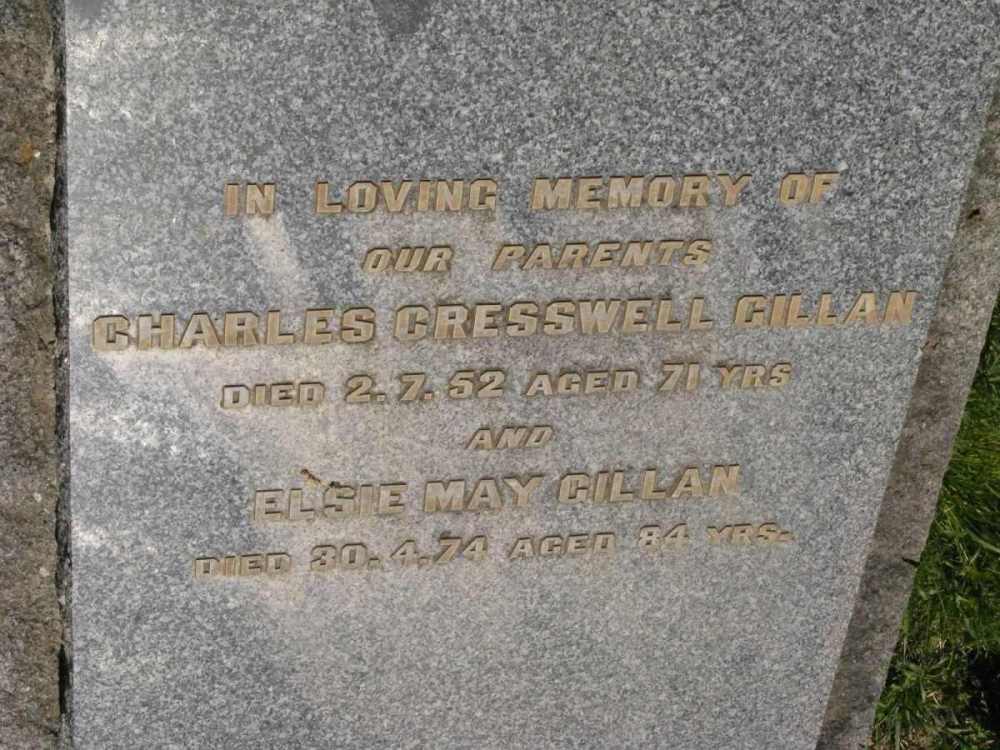 IN LOVING MEMORY OF
OUR PARENTS
CHARLES CRESSWELL GILLAN
DIED 2.7.52 AGED 71 YRS
AND
ELSIE MAY GILLAN
DIED 30.4.74 AGED 84 YRS.